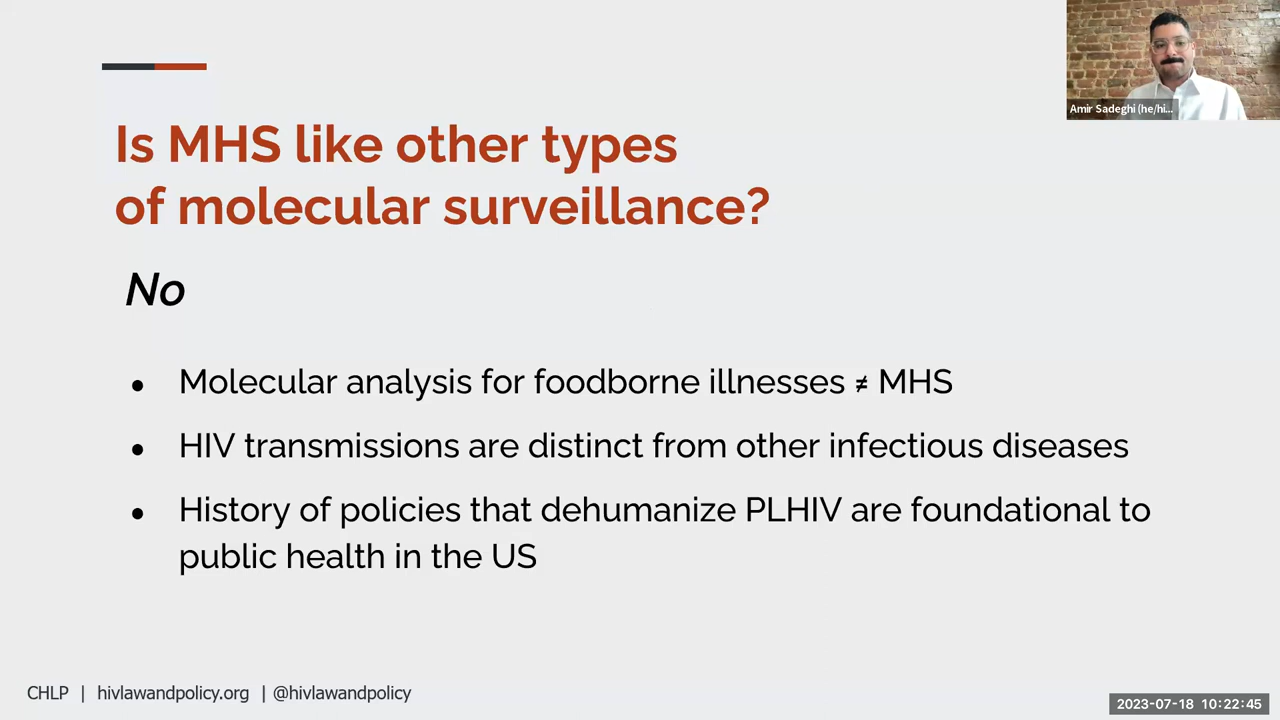 Amir Sadeghi (he/hi...
Is MHS like other types
of molecular surveillance?
No
● Molecular analysis for foodborne illnesses ≠ MHS
● HIV transmissions are distinct from other infectious diseases
● History of policies that dehumanize PLHIV are foundational to
public health in the US
CHLP | hivlawandpolicy.org | @hivlawandpolicy
2023-07-18 10:22:45